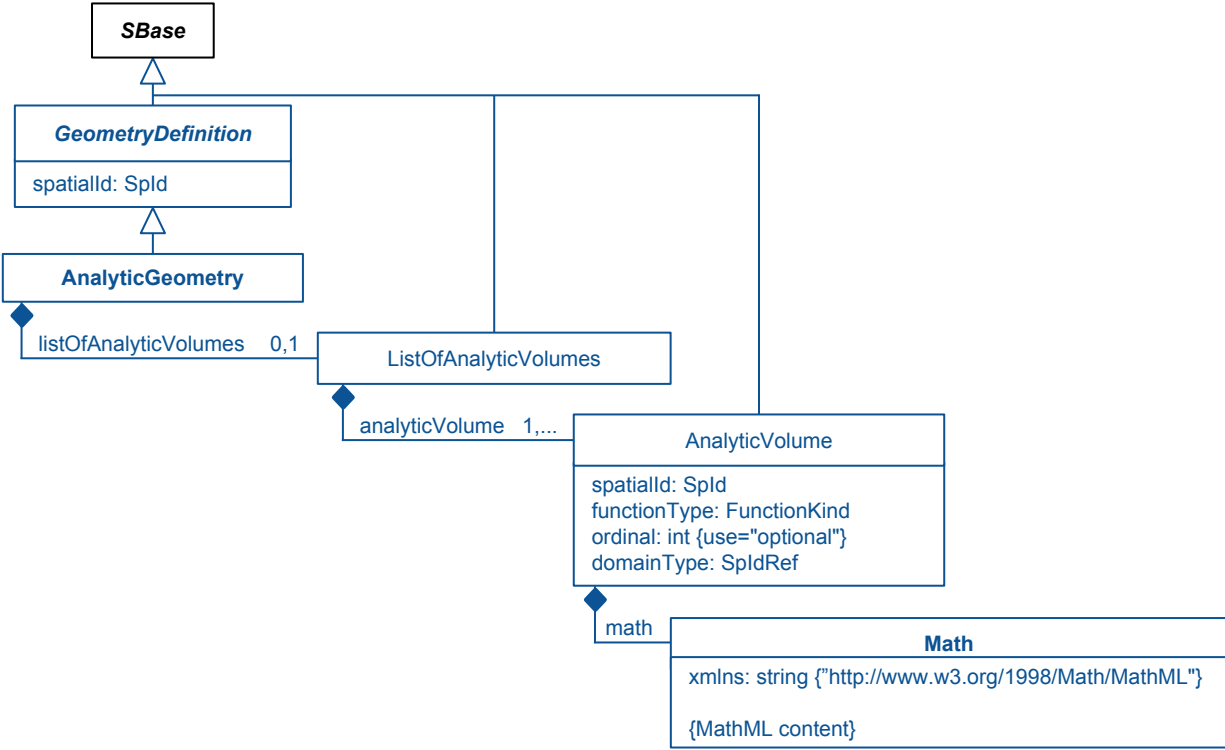 SBase
GeometryDefinition
spatialId: SpId
AnalyticGeometry
listOfAnalyticVolumes 0,1
ListOfAnalyticVolumes
analyticVolume 1,...
AnalyticVolume
spatialId: SpId
functionType: FunctionKind
ordinal: int {use="optional"}
domainType: SpIdRef
math
Math
xmlns: string {”http://www.w3.org/1998/Math/MathML"}
{MathML content}